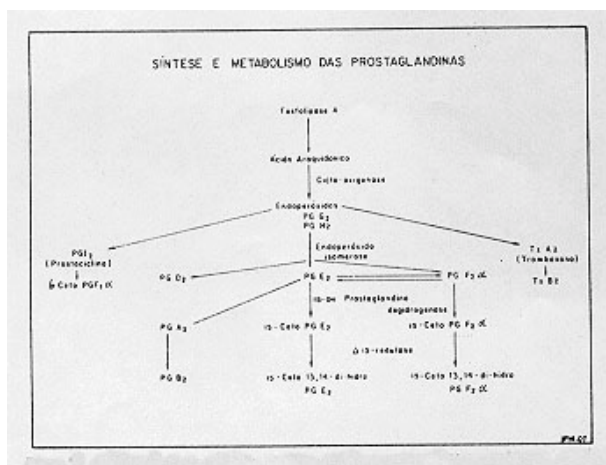 SÍNTESE E METABOLISMO DAS PROSTAGLANDINAS
Fosfolipase A
Ácido Araquidônico
Ciclo-oxigenase
Endoperóxidos
PG G2
PG H2
PGI2
(Prostaciclina)
6 Ceto PGF1 α
Endoperóxido
isomerase
Tx A2
(Tromboxano)
Tx B2
PG D2
PG E2
PG F2 α
15-OH Prostaglandina
dehidrogenase
PG A2
15-Ceto PG E2
15-Ceto PG F2 α
Δ 13-redutase
PG B2
15-Ceto 13,14-di-hidro
PG E2
15-Ceto 13,14-di-hidro
PG F2 α